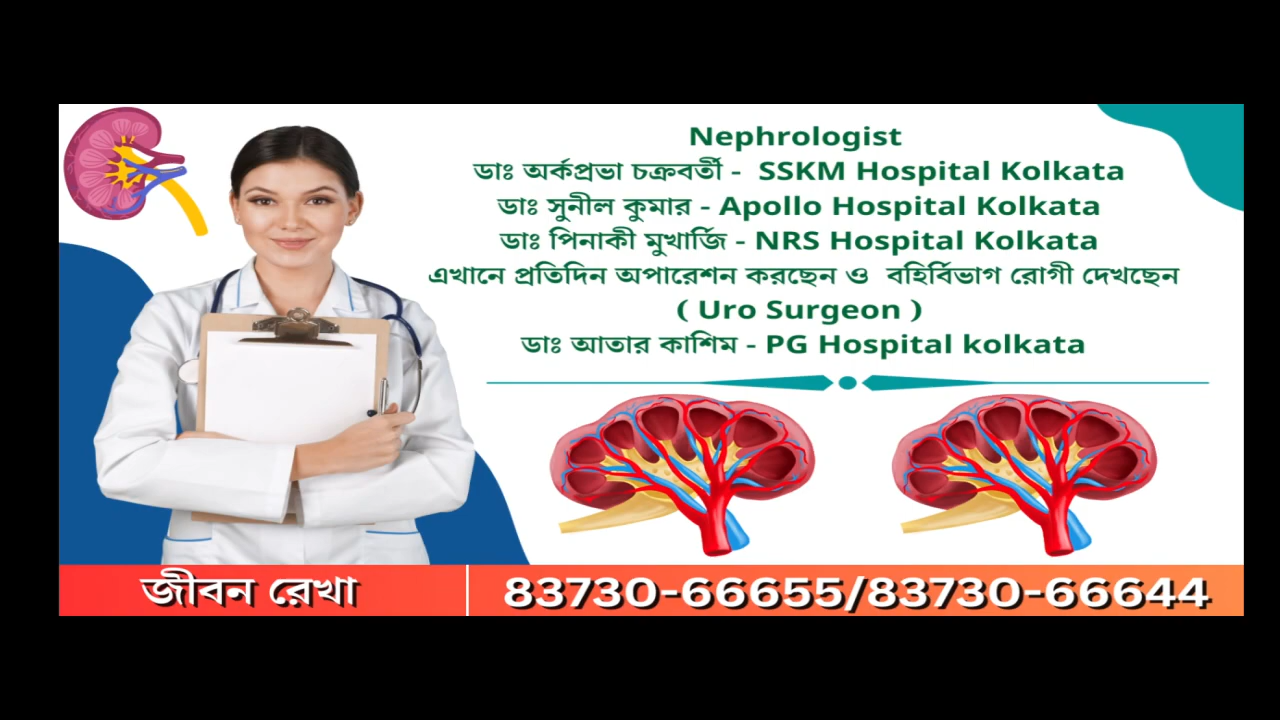 Nephrologist
ডাঃ অর্কপ্রভা চক্রবর্তী - SSKM Hospital Kolkata
ডাঃ সুনীল কুমার - Apollo Hospital Kolkata
ডাঃ পিনাকী মুখার্জি - NRS Hospital Kolkata
এখানে প্রতিদিন অপারেশন করছেন ও বহির্বিভাগ রোগী দেখছেন
( Uro Surgeon )
ডাঃ আতার কাশিম - PG Hospital kolkata
জীবন রেখা
83730-66655/83730-66644